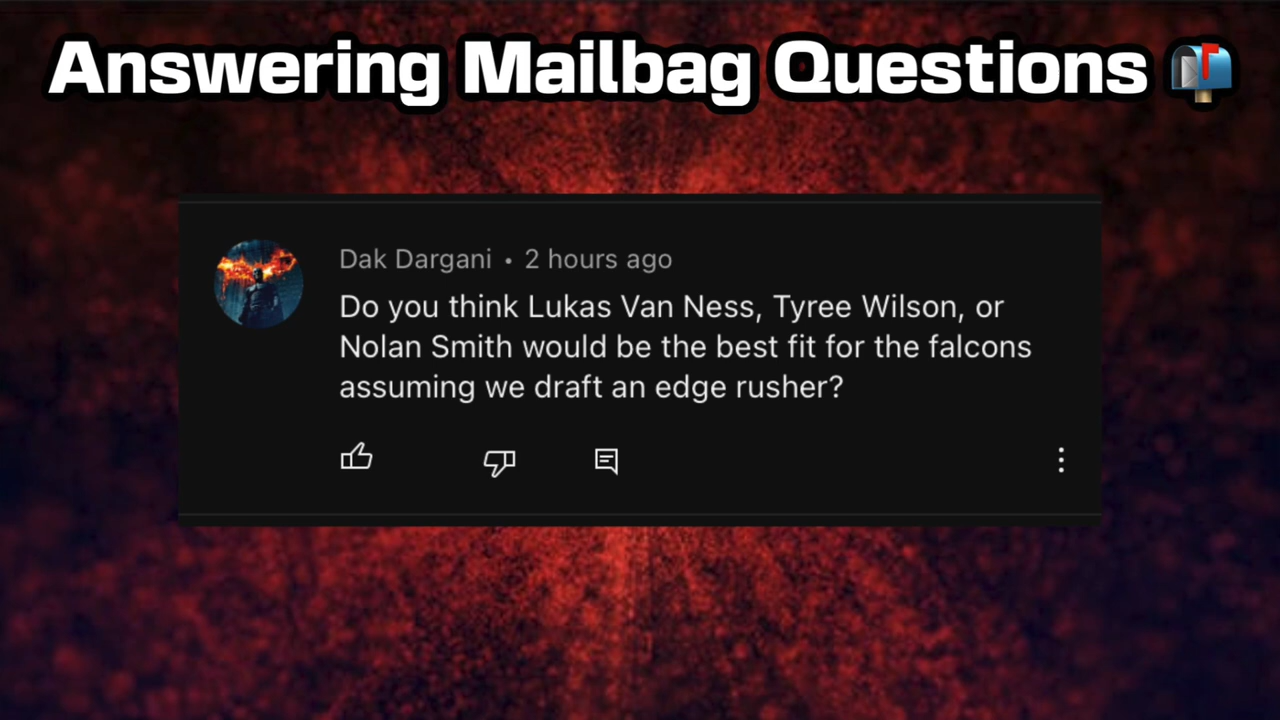 Answering Mailbag Questions 📬
Dak Dargani • 2 hours ago
Do you think Lukas Van Ness, Tyree Wilson, or
Nolan Smith would be the best fit for the falcons
assuming we draft an edge rusher?